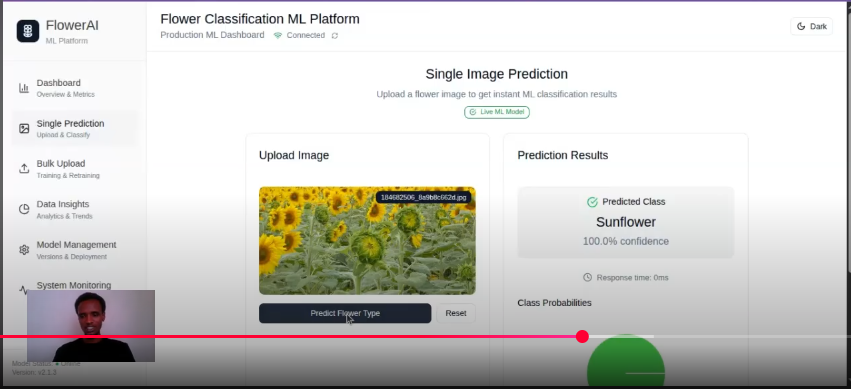 FlowerAI
ML Platform
Flower Classification ML Platform
Production ML Dashboard Connected
Dark
Dashboard
Overview & Metrics
Single Prediction
Upload & Classify
Bulk Upload
Training & Retraining
Data Insights
Analytics & Trends
Model Management
Versions & Deployment
System Monitoring
Model Status: Online
Version: v2.1.2
Single Image Prediction
Upload a flower image to get instant ML classification results
Live ML Model
Upload Image
184682506_8a9b8c662d.jpg
Predict Flower Type
Reset
Prediction Results
Predicted Class
Sunflower
100.0% confidence
Response time: 0ms
Class Probabilities